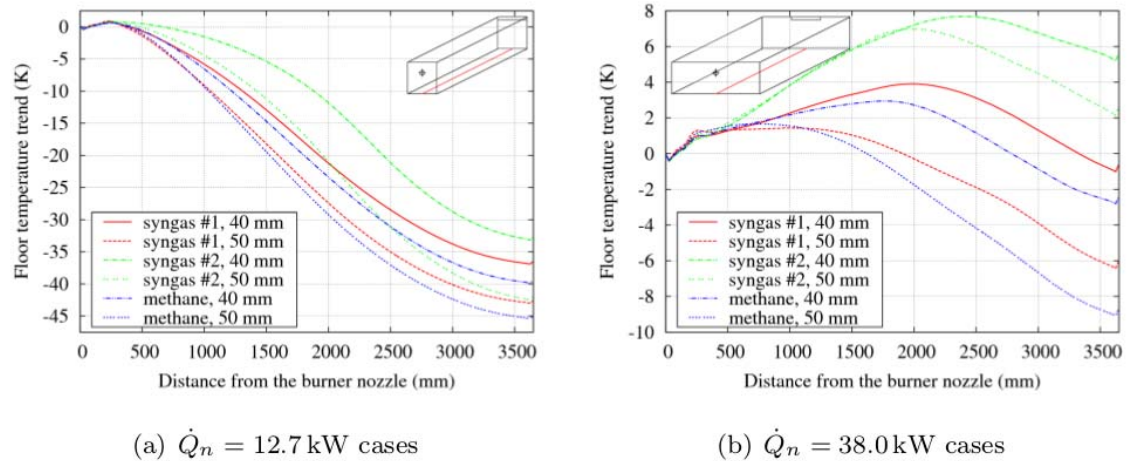 0
-5
-10
-15
-20
-25
-30
-35
-40
-45
Floor temperature trend (K)
syngas #1, 40 mm
syngas #1, 50 mm
syngas #2, 40 mm
syngas #2, 50 mm
methane, 40 mm
methane, 50 mm
0 500 1000 1500 2000 2500 3000 3500
Distance from the burner nozzle (mm)
(a) Q̇n = 12.7 kW cases
8
6
4
2
0
-2
-4
-6
-8
-10
Floor temperature trend (K)
syngas #1, 40 mm
syngas #1, 50 mm
syngas #2, 40 mm
syngas #2, 50 mm
methane, 40 mm
methane, 50 mm
0 500 1000 1500 2000 2500 3000 3500
Distance from the burner nozzle (mm)
(b) Q̇n = 38.0 kW cases